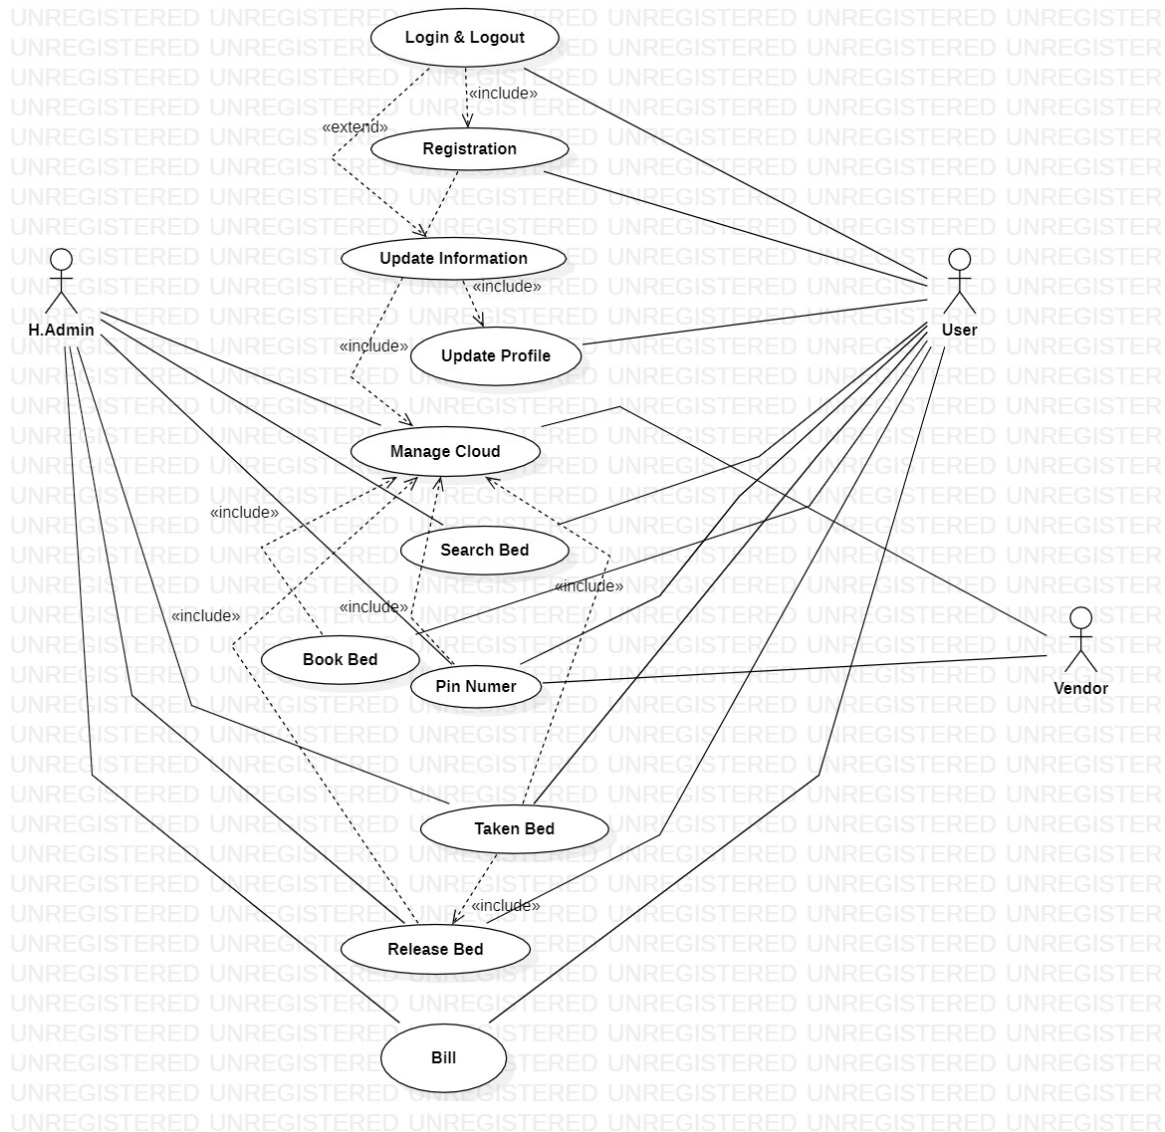 Login & Logout
«include»
«extend»
Registration
Update Information
«include»
H.Admin
User
«include»
Update Profile
Manage Cloud
«include»
Search Bed
«include»
«include»
«include»
Book Bed
Pin Numer
Vendor
Taken Bed
«include»
Release Bed
Bill
UNREGISTERED